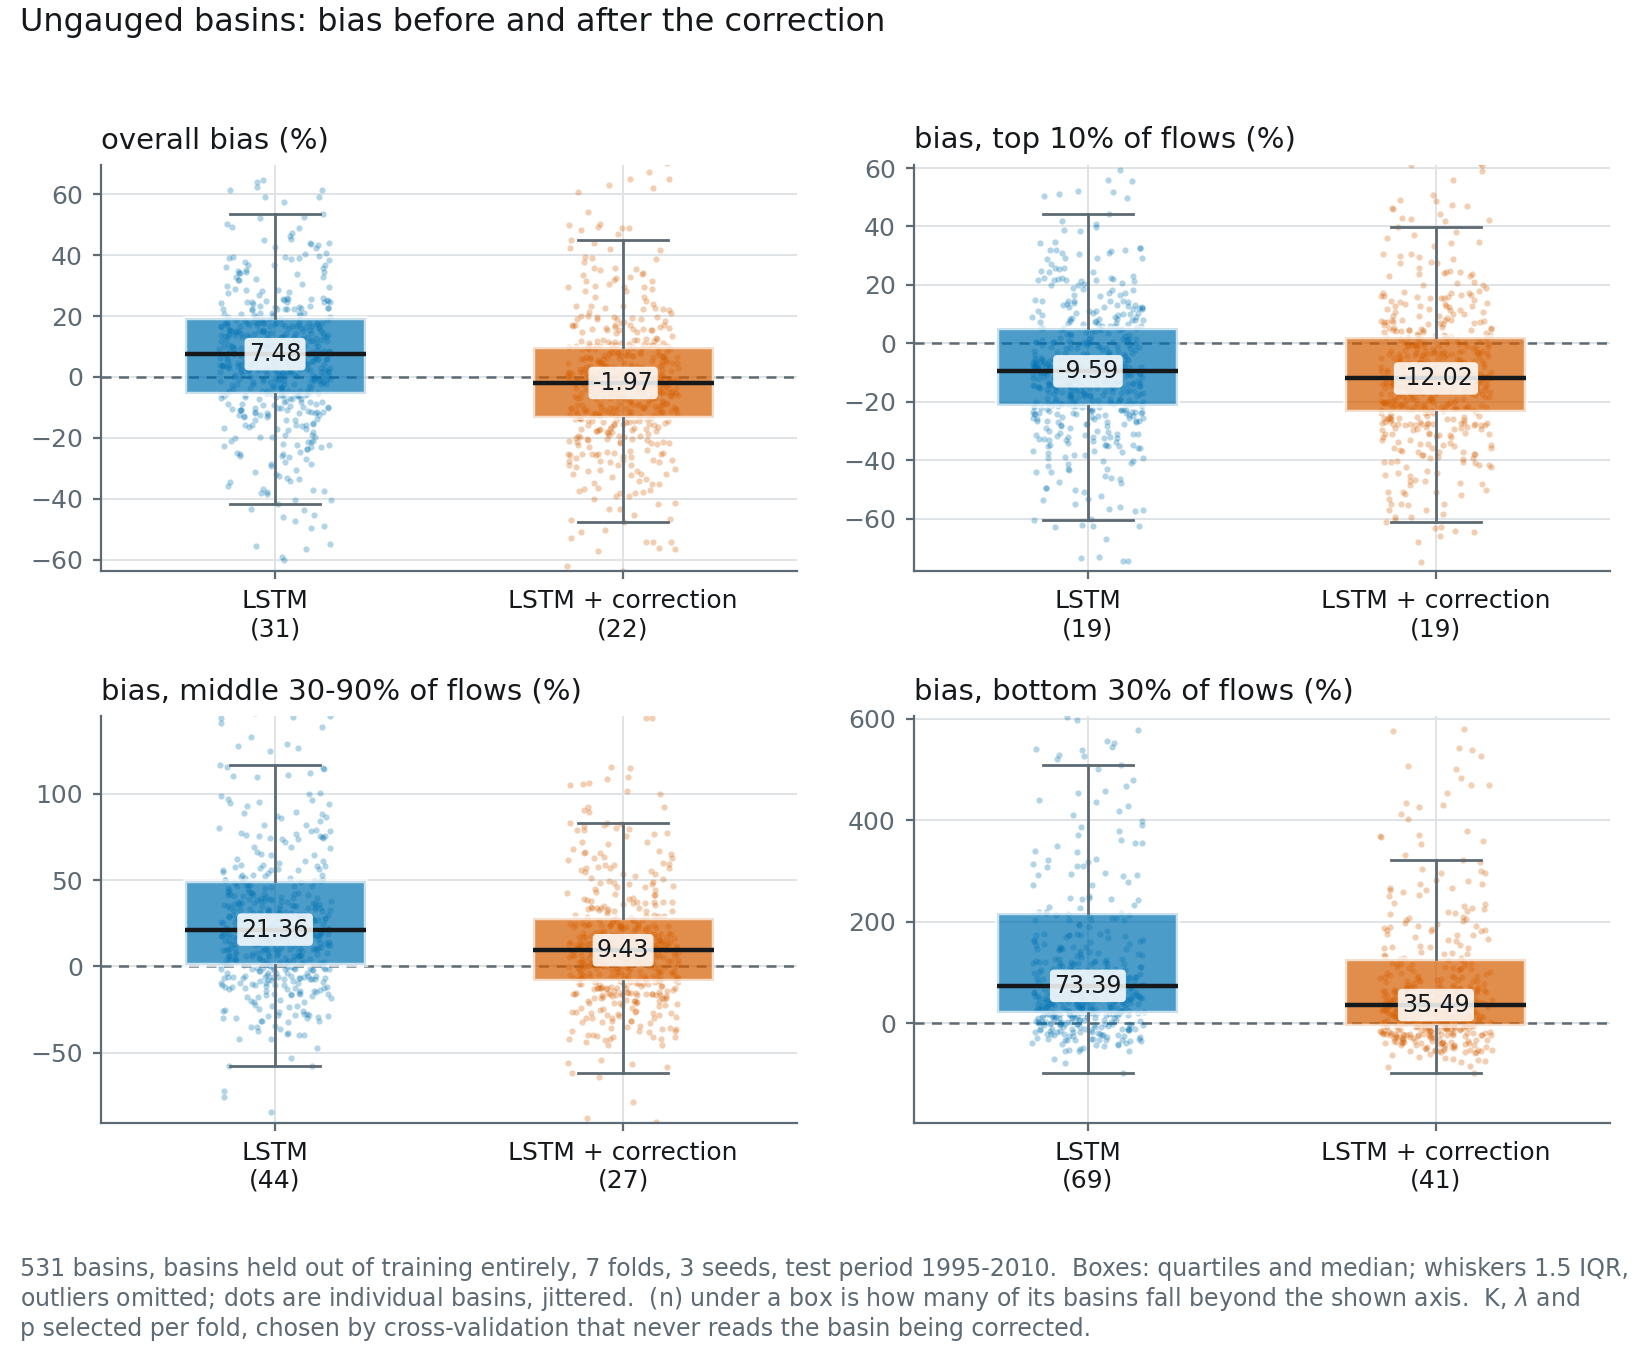 Ungauged basins: bias before and after the correction
overall bias (%)
60
40
20
0
−20
−40
−60
7.48
-1.97
LSTM
(31)
LSTM + correction
(22)
bias, top 10% of flows (%)
60
40
20
0
−20
−40
−60
-9.59
-12.02
LSTM
(19)
LSTM + correction
(19)
bias, middle 30-90% of flows (%)
100
50
0
−50
21.36
9.43
LSTM
(44)
LSTM + correction
(27)
bias, bottom 30% of flows (%)
600
400
200
0
73.39
35.49
LSTM
(69)
LSTM + correction
(41)
531 basins, basins held out of training entirely, 7 folds, 3 seeds, test period 1995-2010.  Boxes: quartiles and median; whiskers 1.5 IQR,
outliers omitted; dots are individual basins, jittered.  (n) under a box is how many of its basins fall beyond the shown axis.  K, λ and
p selected per fold, chosen by cross-validation that never reads the basin being corrected.